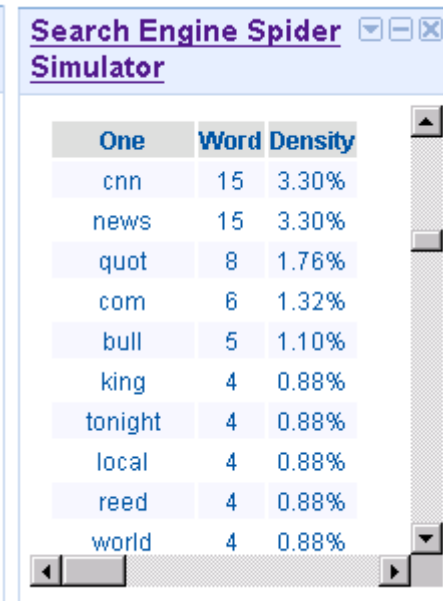 Search Engine Spider
Simulator
One Word Density
cnn 15 3.30%
news 15 3.30%
quot 8 1.76%
com 6 1.32%
bull 5 1.10%
king 4 0.88%
tonight 4 0.88%
local 4 0.88%
reed 4 0.88%
world 4 0.88%